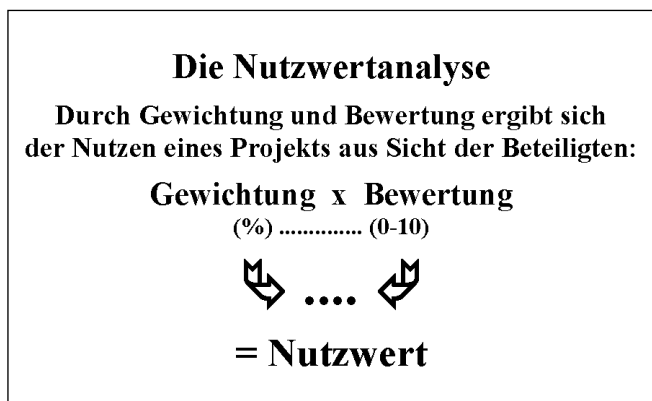 Die Nutzwertanalyse
Durch Gewichtung und Bewertung ergibt sich
der Nutzen eines Projekts aus Sicht der Beteiligten:
Gewichtung x Bewertung
(%) .............. (0-10)
....
= Nutzwert